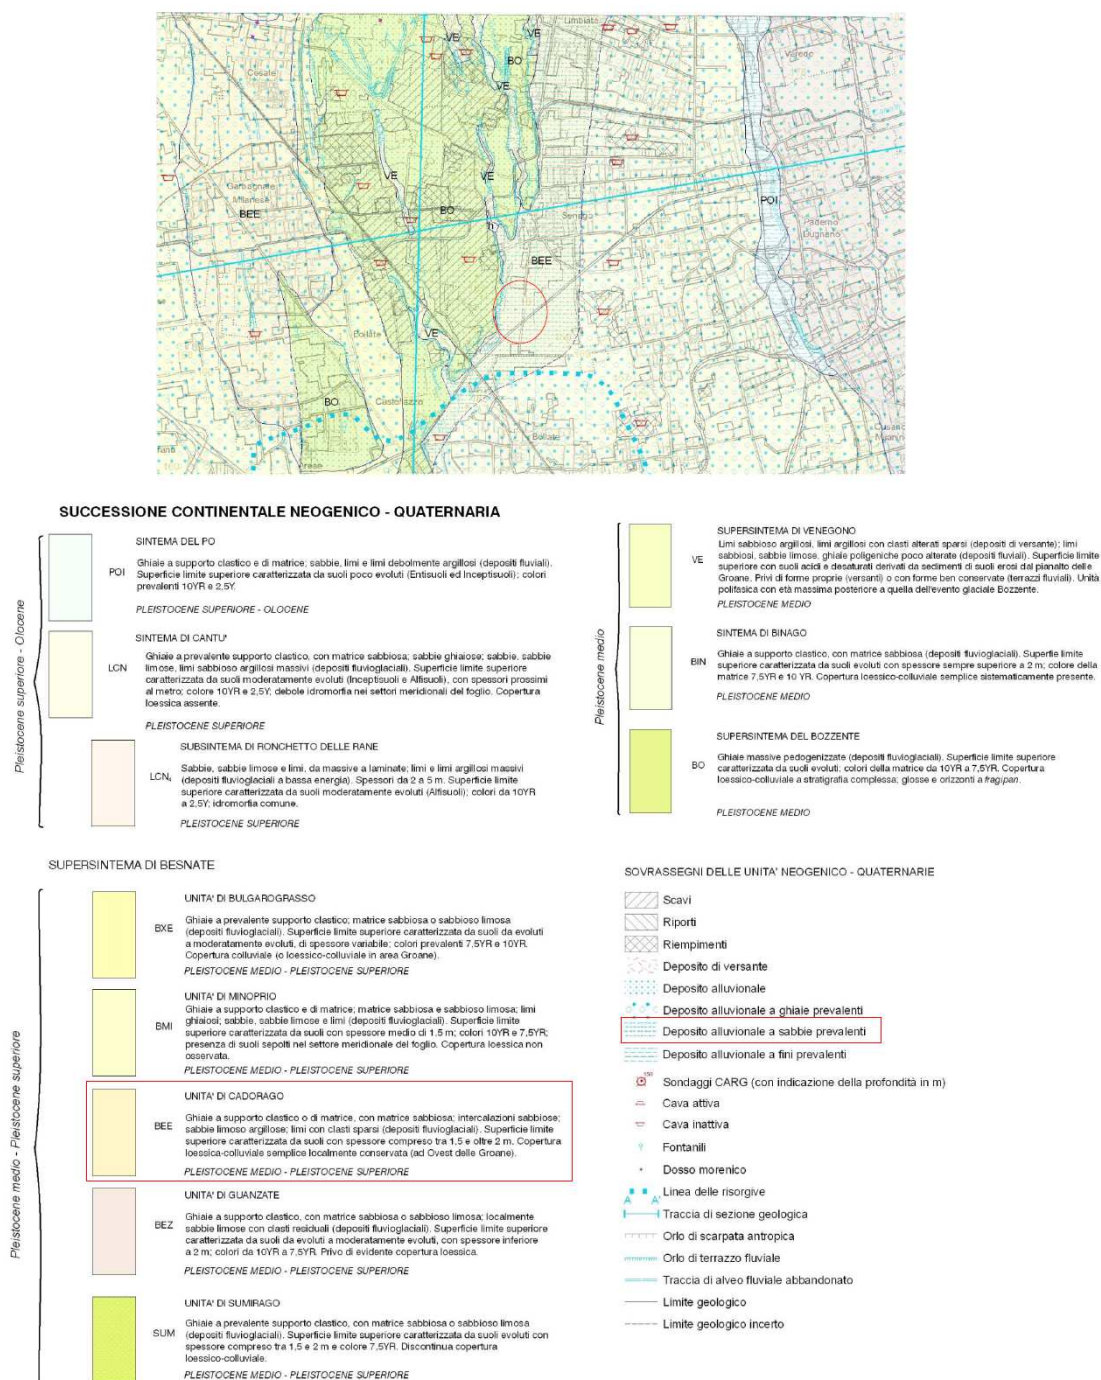 Limbiate
VE
VE
BO
Varedo
Cesate
VE
VE
VE
POI
Garbagnate
Milanese
BEE
BO
Senago
Paderno
Dugnano
BEE
Bollate
VE
BO
Castellazzo
Bollate
Cusano
Arese
SUCCESSIONE CONTINENTALE NEOGENICO - QUATERNARIA
Pleistocene superiore - Olocene
SINTEMA DEL PO
POI
Ghiaie a supporto clastico e di matrice; sabbie, limi e limi debolmente argillosi (depositi fluviali).
Superficie limite superiore caratterizzata da suoli poco evoluti (Entisuoli ed Inceptisuoli); colori
prevalenti 10YR e 2,5Y.
PLEISTOCENE SUPERIORE - OLOCENE
SINTEMA DI CANTU'
LCN
Ghiaie a prevalente supporto clastico, con matrice sabbiosa; sabbie ghiaiose; sabbie, sabbie
limose, limi sabbioso argillosi massivi (depositi fluvioglaciali). Superficie limite superiore
caratterizzata da suoli moderatamente evoluti (Inceptisuoli e Alfisuoli), con spessori prossimi
al metro; colore 10YR e 2,5Y; debole idromorfia nei settori meridionali del foglio. Copertura
loessica assente.
PLEISTOCENE SUPERIORE
SUBSINTEMA DI RONCHETTO DELLE RANE
LCN₄
Sabbie, sabbie limose e limi, da massive a laminate; limi e limi argillosi massivi
(depositi fluvioglaciali a bassa energia). Spessori da 2 a 5 m. Superficie limite
superiore caratterizzata da suoli moderatamente evoluti (Alfisuoli); colori da 10YR
a 2,5Y; idromorfia comune.
PLEISTOCENE SUPERIORE
Pleistocene medio
SUPERSINTEMA DI VENEGONO
VE
Limi sabbioso argillosi, limi argillosi con clasti alterati sparsi (depositi di versante); limi
sabbiosi, sabbie limose, ghiaie poligeniche poco alterate (depositi fluviali). Superficie limite
superiore con suoli acidi e desaturati derivati da sedimenti di suoli erosi dal pianalto delle
Groane. Privi di forme proprie (versanti) o con forme ben conservate (terrazzi fluviali). Unità
polifasica con età massima posteriore a quella dell'evento glaciale Bozzente.
PLEISTOCENE MEDIO
SINTEMA DI BINAGO
BIN
Ghiaie a supporto clastico, con matrice sabbiosa (depositi fluvioglaciali). Superfie limite
superiore caratterizzata da suoli evoluti con spessore sempre superiore a 2 m; colore della
matrice 7,5YR e 10 YR. Copertura loessico-colluviale semplice sistematicamente presente.
PLEISTOCENE MEDIO
SUPERSINTEMA DEL BOZZENTE
BO
Ghiaie massive pedogenizzate (depositi fluvioglaciali). Superficie limite superiore
caratterizzata da suoli evoluti; colori della matrice da 10YR a 7,5YR. Copertura
loessico-colluviale a stratigrafia complessa; glosse e orizzonti a fragipan.
PLEISTOCENE MEDIO
SUPERSINTEMA DI BESNATE
Pleistocene medio - Pleistocene superiore
UNITA' DI BULGAROGRASSO
BXE
Ghiaie a prevalente supporto clastico; matrice sabbiosa o sabbioso limosa
(depositi fluvioglaciali). Superficie limite superiore caratterizzata da suoli da evoluti
a moderatamente evoluti, di spessore variabile; colori prevalenti 7,5YR e 10YR.
Copertura colluviale (o loessico-colluviale in area Groane).
PLEISTOCENE MEDIO - PLEISTOCENE SUPERIORE
UNITA' DI MINOPRIO
BMI
Ghiaie a supporto clastico e di matrice; matrice sabbiosa e sabbioso limosa; limi
ghiaiosi; sabbie, sabbie limose e limi (depositi fluvioglaciali). Superficie limite
superiore caratterizzata da suoli con spessore medio di 1,5 m; colori 10YR e 7,5YR;
presenza di suoli sepolti nel settore meridionale del foglio. Copertura loessica non
osservata.
PLEISTOCENE MEDIO - PLEISTOCENE SUPERIORE
UNITA' DI CADORAGO
BEE
Ghiaie a supporto clastico o di matrice, con matrice sabbiosa; intercalazioni sabbiose;
sabbie limoso argillose; limi con clasti sparsi (depositi fluvioglaciali). Superficie limite
superiore caratterizzata da suoli con spessore compreso tra 1,5 e oltre 2 m. Copertura
loessica-colluviale semplice localmente conservata (ad Ovest delle Groane).
PLEISTOCENE MEDIO - PLEISTOCENE SUPERIORE
UNITA' DI GUANZATE
BEZ
Ghiaie a supporto clastico, con matrice sabbiosa o sabbioso limosa; localmente
sabbie limose con clasti residuali (depositi fluvioglaciali). Superficie limite superiore
caratterizzata da suoli da evoluti a moderatamente evoluti, con spessore inferiore
a 2 m; colori da 10YR a 7,5YR. Privo di evidente copertura loessica.
PLEISTOCENE MEDIO - PLEISTOCENE SUPERIORE
UNITA' DI SUMIRAGO
SUM
Ghiaie a prevalente supporto clastico, con matrice sabbiosa o sabbioso limosa
(depositi fluvioglaciali). Superficie limite superiore caratterizzata da suoli evoluti con
spessore compreso tra 1,5 e 2 m e colore 7,5YR. Discontinua copertura
loessico-colluviale.
PLEISTOCENE MEDIO - PLEISTOCENE SUPERIORE
SOVRASSEGNI DELLE UNITA' NEOGENICO - QUATERNARIE
Scavi
Riporti
Riempimenti
Deposito di versante
Deposito alluvionale
Deposito alluvionale a ghiaie prevalenti
Deposito alluvionale a sabbie prevalenti
Deposito alluvionale a fini prevalenti
Sondaggi CARG (con indicazione della profondità in m)
Cava attiva
Cava inattiva
Fontanili
Dosso morenico
Linea delle risorgive
A A'
Traccia di sezione geologica
Orlo di scarpata antropica
Orlo di terrazzo fluviale
Traccia di alveo fluviale abbandonato
Limite geologico
Limite geologico incerto